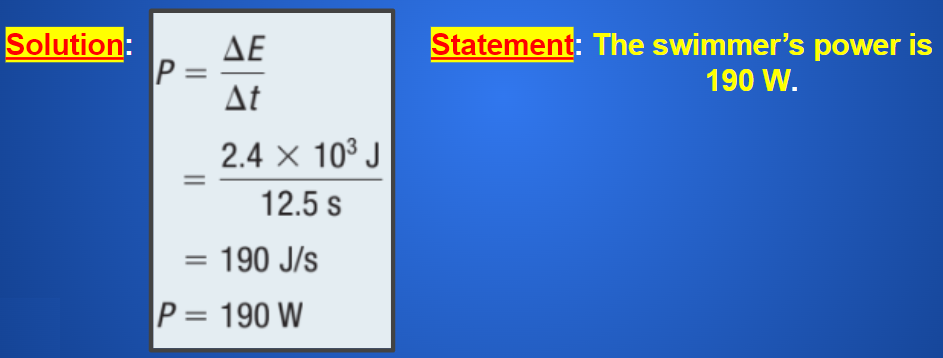 Solution:
P = ΔE / Δt
= 2.4 × 10³ J / 12.5 s
= 190 J/s
P = 190 W
Statement: The swimmer’s power is
190 W.